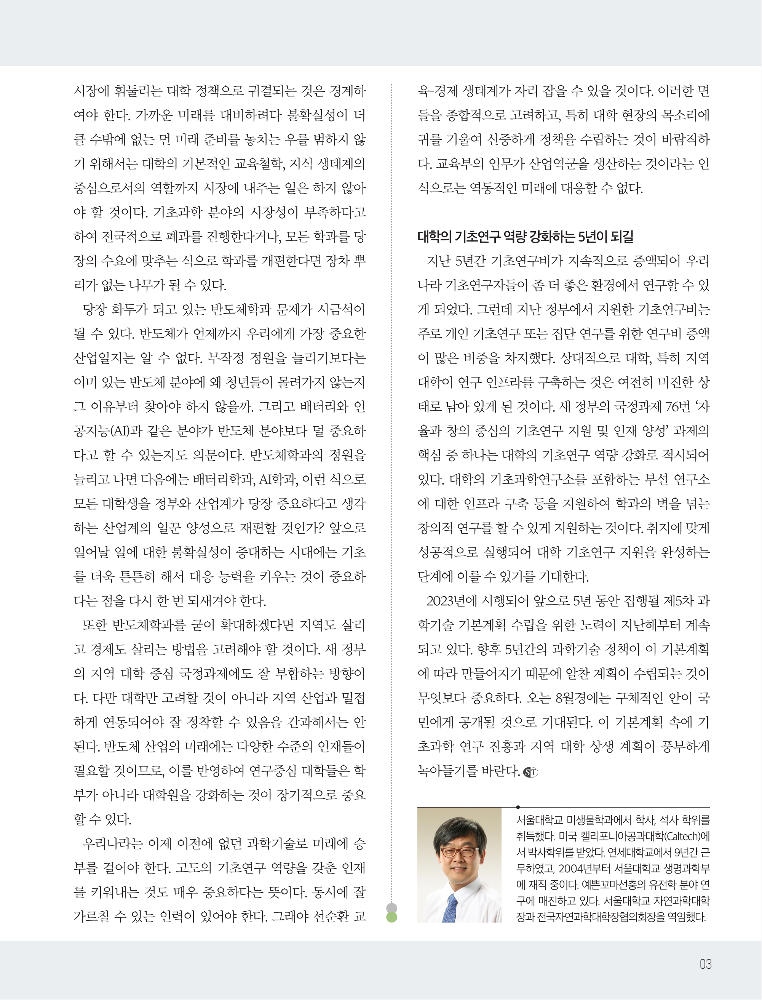 시장에 휘둘리는 대학 정책으로 귀결되는 것은 경계하
여야 한다. 가까운 미래를 대비하려다 불확실성이 더
클 수밖에 없는 먼 미래 준비를 놓치는 우를 범하지 않
기 위해서는 대학의 기본적인 교육철학, 지식 생태계의
중심으로서의 역할까지 시장에 내주는 일은 하지 않아
야 할 것이다. 기초과학 분야의 시장성이 부족하다고
하여 전국적으로 폐과를 진행한다거나, 모든 학과를 당
장의 수요에 맞추는 식으로 학과를 개편한다면 장차 뿌
리가 없는 나무가 될 수 있다.
당장 화두가 되고 있는 반도체학과 문제가 시금석이
될 수 있다. 반도체가 언제까지 우리에게 가장 중요한
산업일지는 알 수 없다. 무작정 정원을 늘리기보다는
이미 있는 반도체 분야에 왜 청년들이 몰려가지 않는지
그 이유부터 찾아야 하지 않을까. 그리고 배터리와 인
공지능(AI)과 같은 분야가 반도체 분야보다 덜 중요하
다고 할 수 있는지도 의문이다. 반도체학과의 정원을
늘리고 나면 다음에는 배터리학과, AI학과, 이런 식으로
모든 대학생을 정부와 산업계가 당장 중요하다고 생각
하는 산업계의 일꾼 양성으로 재편할 것인가? 앞으로
일어날 일에 대한 불확실성이 증대하는 시대에는 기초
를 더욱 튼튼히 해서 대응 능력을 키우는 것이 중요하
다는 점을 다시 한 번 되새겨야 한다.
또한 반도체학과를 굳이 확대하겠다면 지역도 살리
고 경제도 살리는 방법을 고려해야 할 것이다. 새 정부
의 지역 대학 중심 국정과제에도 잘 부합하는 방향이
다. 다만 대학만 고려할 것이 아니라 지역 산업과 밀접
하게 연동되어야 잘 정착할 수 있음을 간과해서는 안
된다. 반도체 산업의 미래에는 다양한 수준의 인재들이
필요할 것이므로, 이를 반영하여 연구중심 대학들은 학
부가 아니라 대학원을 강화하는 것이 장기적으로 중요
할 수 있다.
우리나라는 이제 이전에 없던 과학기술로 미래에 승
부를 걸어야 한다. 고도의 기초연구 역량을 갖춘 인재
를 키워내는 것도 매우 중요하다는 뜻이다. 동시에 잘
가르칠 수 있는 인력이 있어야 한다. 그래야 선순환 교
육-경제 생태계가 자리 잡을 수 있을 것이다. 이러한 면
들을 종합적으로 고려하고, 특히 대학 현장의 목소리에
귀를 기울여 신중하게 정책을 수립하는 것이 바람직하
다. 교육부의 임무가 산업역군을 생산하는 것이라는 인
식으로는 역동적인 미래에 대응할 수 없다.
대학의 기초연구 역량 강화하는 5년이 되길
지난 5년간 기초연구비가 지속적으로 증액되어 우리
나라 기초연구자들이 좀 더 좋은 환경에서 연구할 수 있
게 되었다. 그런데 지난 정부에서 지원한 기초연구비는
주로 개인 기초연구 또는 집단 연구를 위한 연구비 증액
이 많은 비중을 차지했다. 상대적으로 대학, 특히 지역
대학이 연구 인프라를 구축하는 것은 여전히 미진한 상
태로 남아 있게 된 것이다. 새 정부의 국정과제 76번 ‘자
율과 창의 중심의 기초연구 지원 및 인재 양성’ 과제의
핵심 중 하나는 대학의 기초연구 역량 강화로 적시되어
있다. 대학의 기초과학연구소를 포함하는 부설 연구소
에 대한 인프라 구축 등을 지원하여 학과의 벽을 넘는
창의적 연구를 할 수 있게 지원하는 것이다. 취지에 맞게
성공적으로 실행되어 대학 기초연구 지원을 완성하는
단계에 이를 수 있기를 기대한다.
2023년에 시행되어 앞으로 5년 동안 집행될 제5차 과
학기술 기본계획 수립을 위한 노력이 지난해부터 계속
되고 있다. 향후 5년간의 과학기술 정책이 이 기본계획
에 따라 만들어지기 때문에 알찬 계획이 수립되는 것이
무엇보다 중요하다. 오는 8월경에는 구체적인 안이 국
민에게 공개될 것으로 기대된다. 이 기본계획 속에 기
초과학 연구 진흥과 지역 대학 상생 계획이 풍부하게
녹아들기를 바란다. ST
서울대학교 미생물학과에서 학사, 석사 학위를
취득했다. 미국 캘리포니아공과대학(Caltech)에
서 박사학위를 받았다. 연세대학교에서 9년간 근
무하였고, 2004년부터 서울대학교 생명과학부
에 재직 중이다. 예쁜꼬마선충의 유전학 분야 연
구에 매진하고 있다. 서울대학교 자연과학대학
장과 전국자연과학대학장협의회장을 역임했다.
03